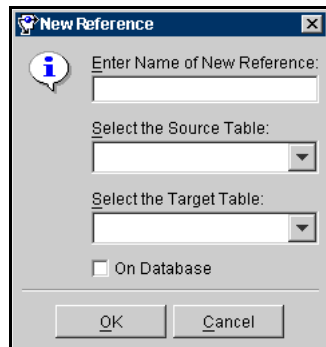 New Reference
Enter Name of New Reference:
Select the Source Table:
Select the Target Table:
On Database
OK Cancel